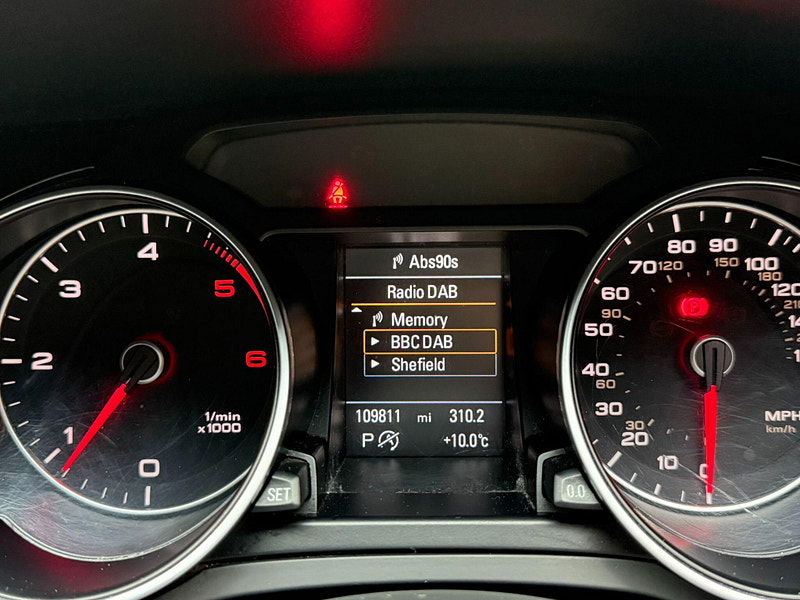 Abs90s
Radio DAB
Memory
BBC DAB
Shefield
109811 mi 310.2
P +10.0°c
0 1 2 3 4 5 6
1/min
x1000
SET
0.0
0 10 20 30 40 50 60 70 80 90 100 120
30 60 90 120 150 180
MPH
km/h
P